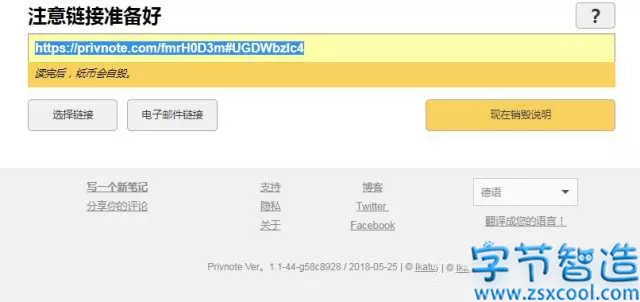 注意链接准备好
?
https://privnote.com/fmrH0D3m#UGDWbzlc4
读完后，纸币会自毁。
选择链接
电子邮件链接
现在销毁说明
写一个新笔记
支持
博客
德语
分享你的评论
隐私
Twitter
关于
Facebook
翻译成您的语言！
Privnote Ver。1.1-44-g58c8928 / 2018-05-25 | © Ikatu | ©
字节智造
www.zsxcool.com